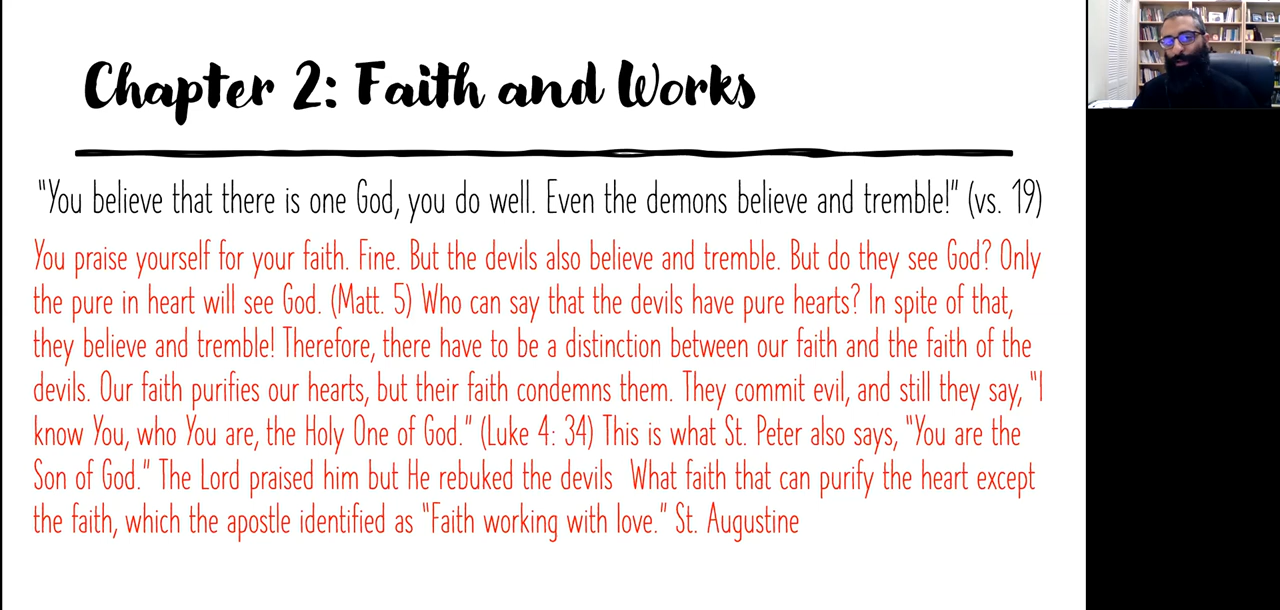 Chapter 2: Faith and Works
"You believe that there is one God, you do well. Even the demons believe and tremble!" (vs. 19)
You praise yourself for your faith. Fine. But the devils also believe and tremble. But do they see God? Only
the pure in heart will see God. (Matt. 5) Who can say that the devils have pure hearts? In spite of that,
they believe and tremble! Therefore, there have to be a distinction between our faith and the faith of the
devils. Our faith purifies our hearts, but their faith condemns them. They commit evil, and still they say, "I
know You, who You are, the Holy One of God." (Luke 4: 34) This is what St. Peter also says, "You are the
Son of God." The Lord praised him but He rebuked the devils  What faith that can purify the heart except
the faith, which the apostle identified as "Faith working with love." St. Augustine